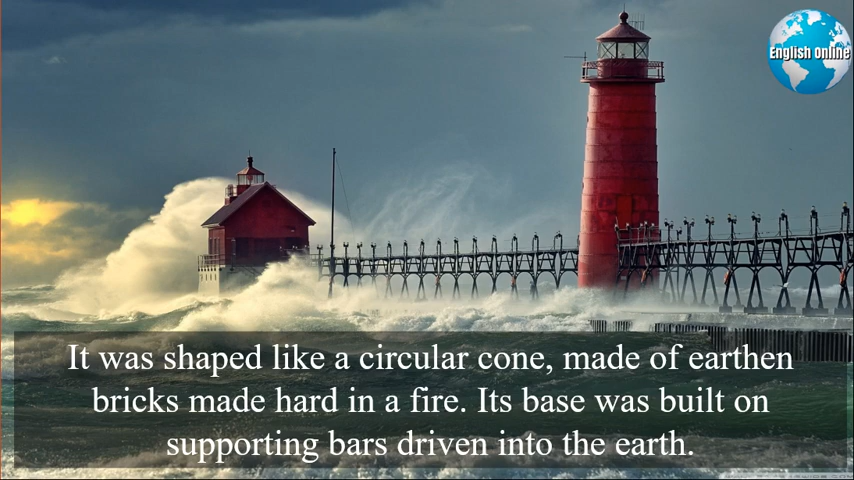 English online
It was shaped like a circular cone, made of earthen
bricks made hard in a fire. Its base was built on
supporting bars driven into the earth.